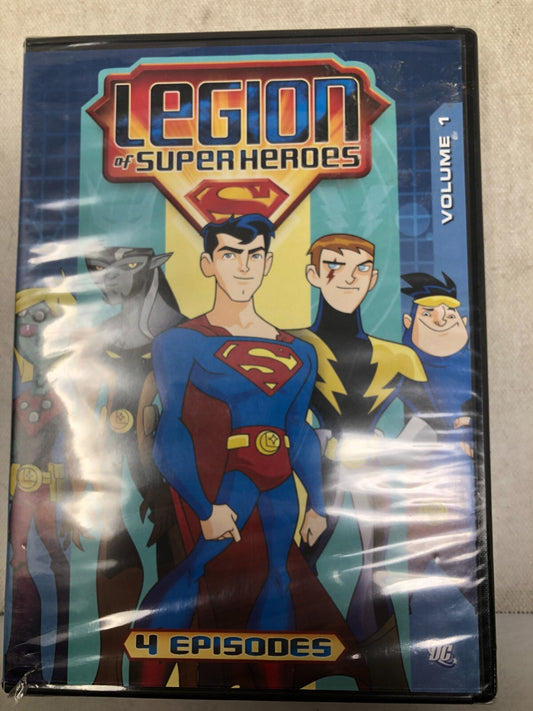 LEGION
of SUPER HEROES
S
VOLUME 1
S
4 EPISODES
DC